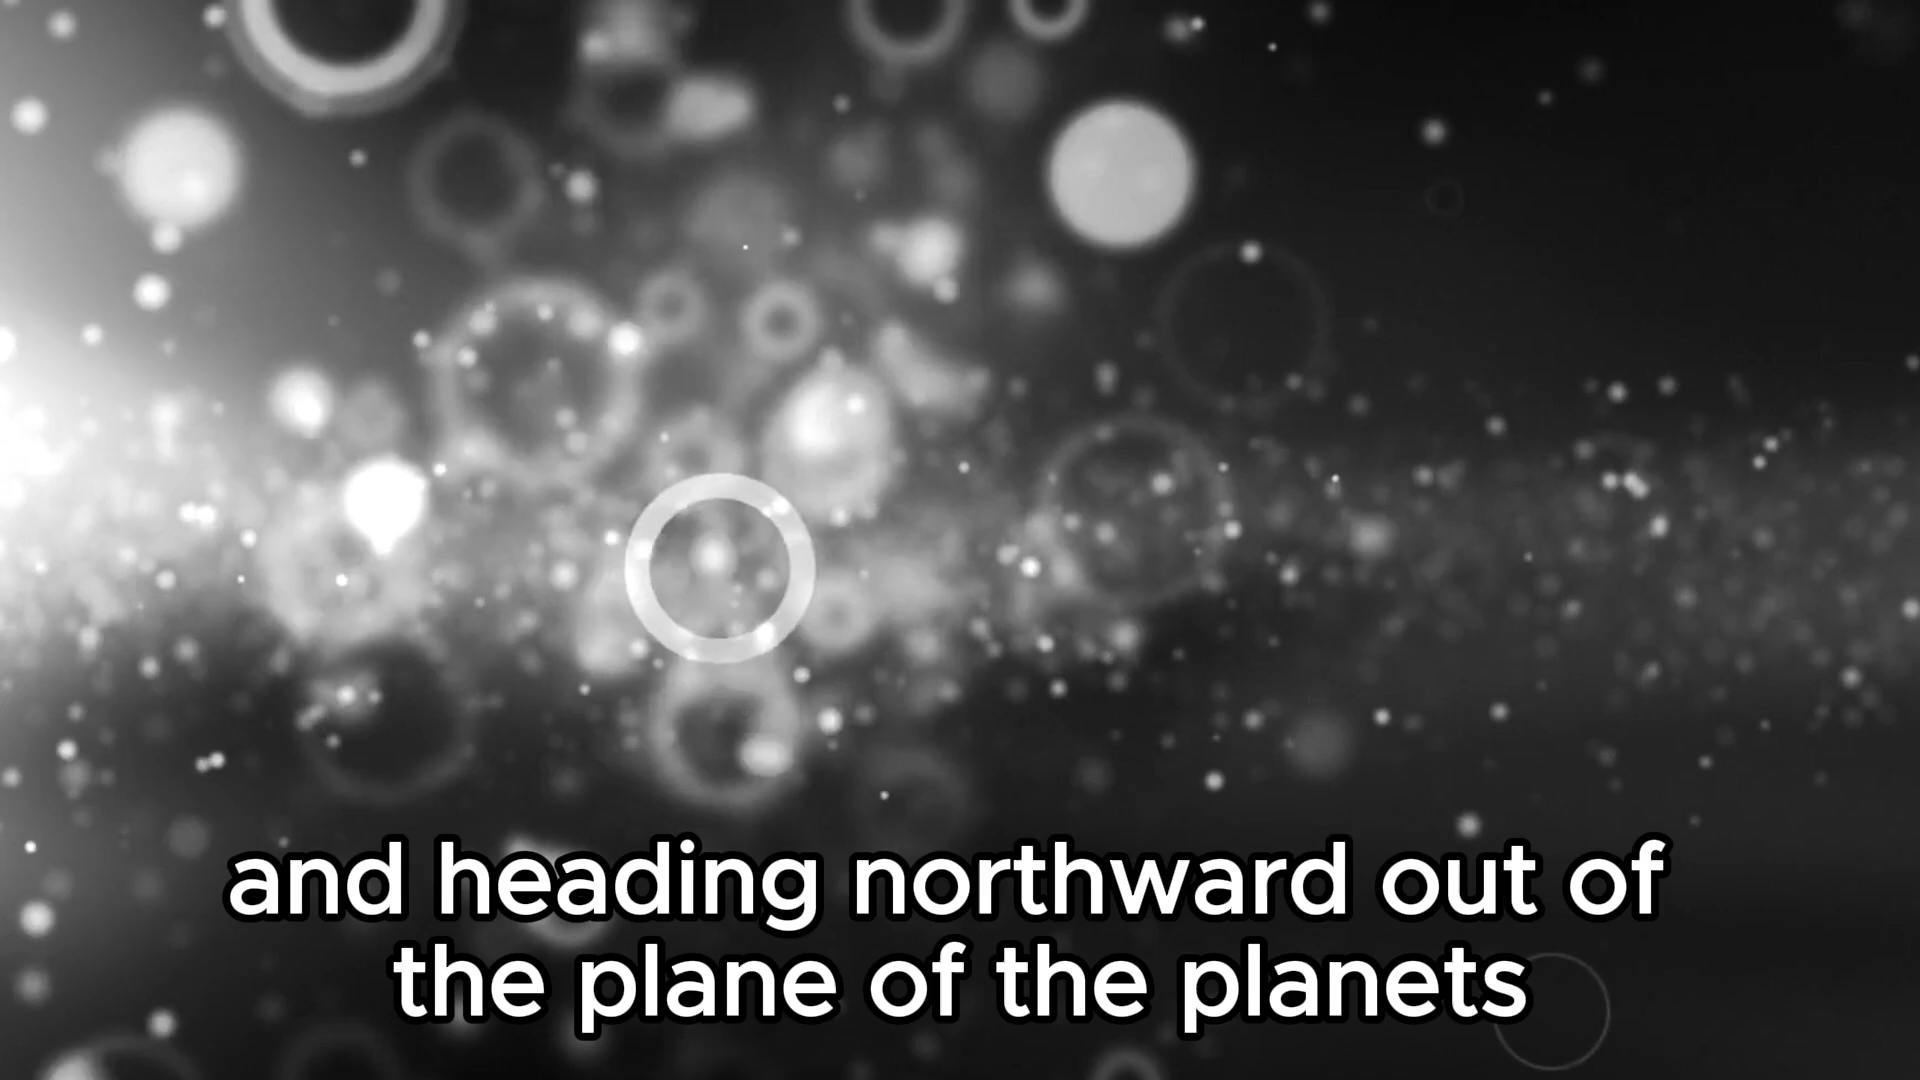 and heading northward out of
the plane of the planets